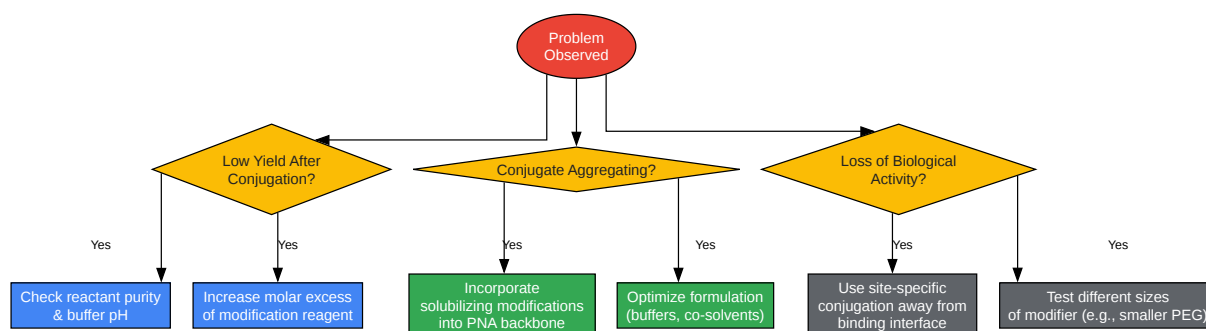 Problem
Observed
Low Yield After
Conjugation?
Conjugate Aggregating?
Loss of Biological
Activity?
Yes
Yes
Yes
Yes
Yes
Yes
Check reactant purity
& buffer pH
Increase molar excess
of modification reagent
Incorporate
solubilizing modifications
into PNA backbone
Optimize formulation
(buffers, co-solvents)
Use site-specific
conjugation away from
binding interface
Test different sizes
of modifier (e.g., smaller PEG)